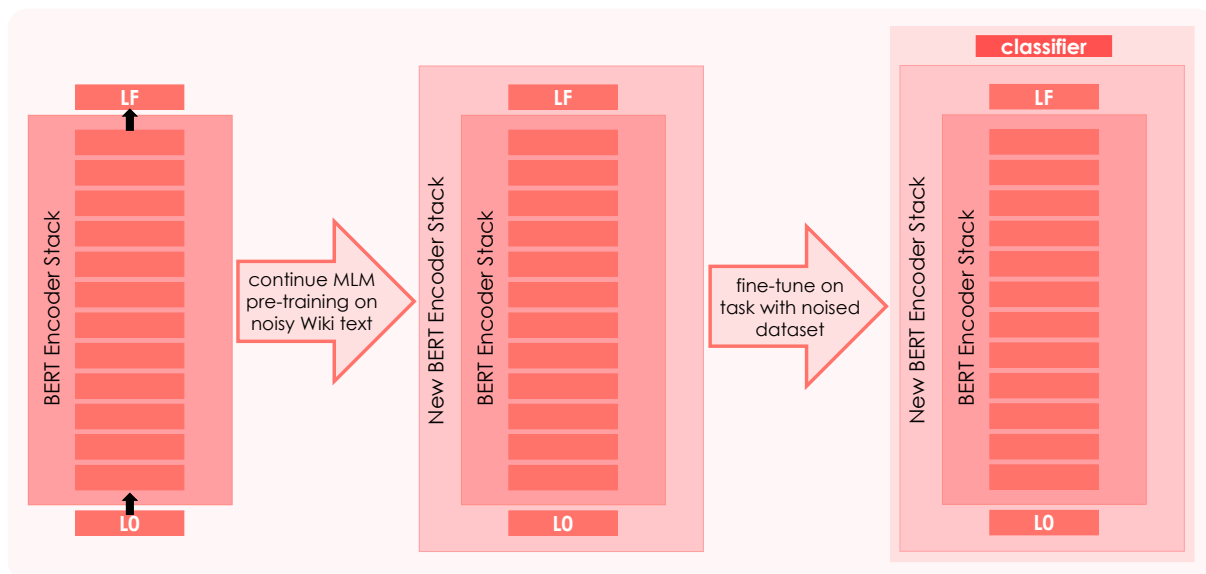 LF
BERT Encoder Stack
L0
continue MLM
pre-training on
noisy Wiki text
New BERT Encoder Stack
LF
BERT Encoder Stack
L0
fine-tune on
task with noised
dataset
classifier
New BERT Encoder Stack
LF
BERT Encoder Stack
L0